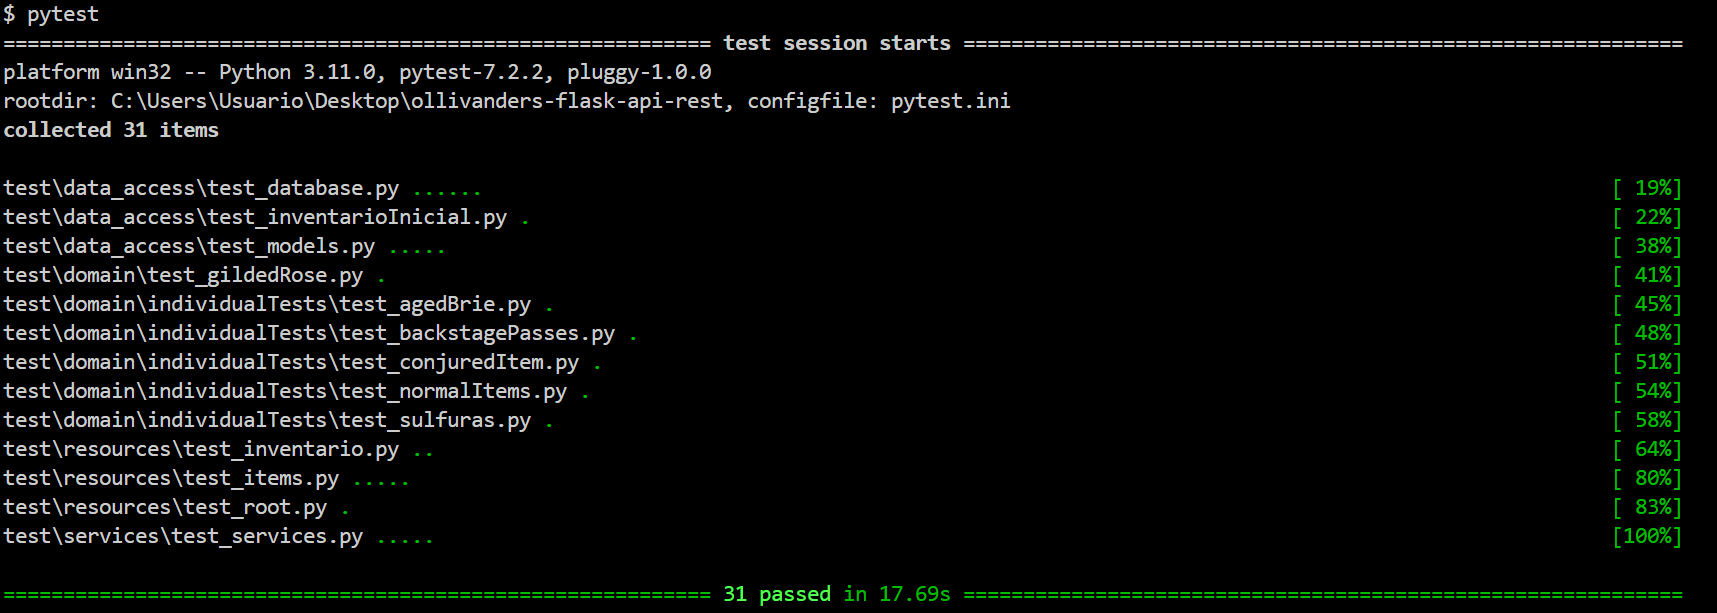 $ pytest
=========================================================== test session starts ============================================================
platform win32 -- Python 3.11.0, pytest-7.2.2, pluggy-1.0.0
rootdir: C:\Users\Usuario\Desktop\ollivanders-flask-api-rest, configfile: pytest.ini
collected 31 items

test\data_access\test_database.py ...... [ 19%]
test\data_access\test_inventarioInicial.py . [ 22%]
test\data_access\test_models.py ..... [ 38%]
test\domain\test_gildedRose.py . [ 41%]
test\domain\individualTests\test_agedBrie.py . [ 45%]
test\domain\individualTests\test_backstagePasses.py . [ 48%]
test\domain\individualTests\test_conjuredItem.py . [ 51%]
test\domain\individualTests\test_normalItems.py . [ 54%]
test\domain\individualTests\test_sulfuras.py . [ 58%]
test\resources\test_inventario.py .. [ 64%]
test\resources\test_items.py ..... [ 80%]
test\resources\test_root.py . [ 83%]
test\services\test_services.py ..... [100%]

=========================================================== 31 passed in 17.69s ============================================================